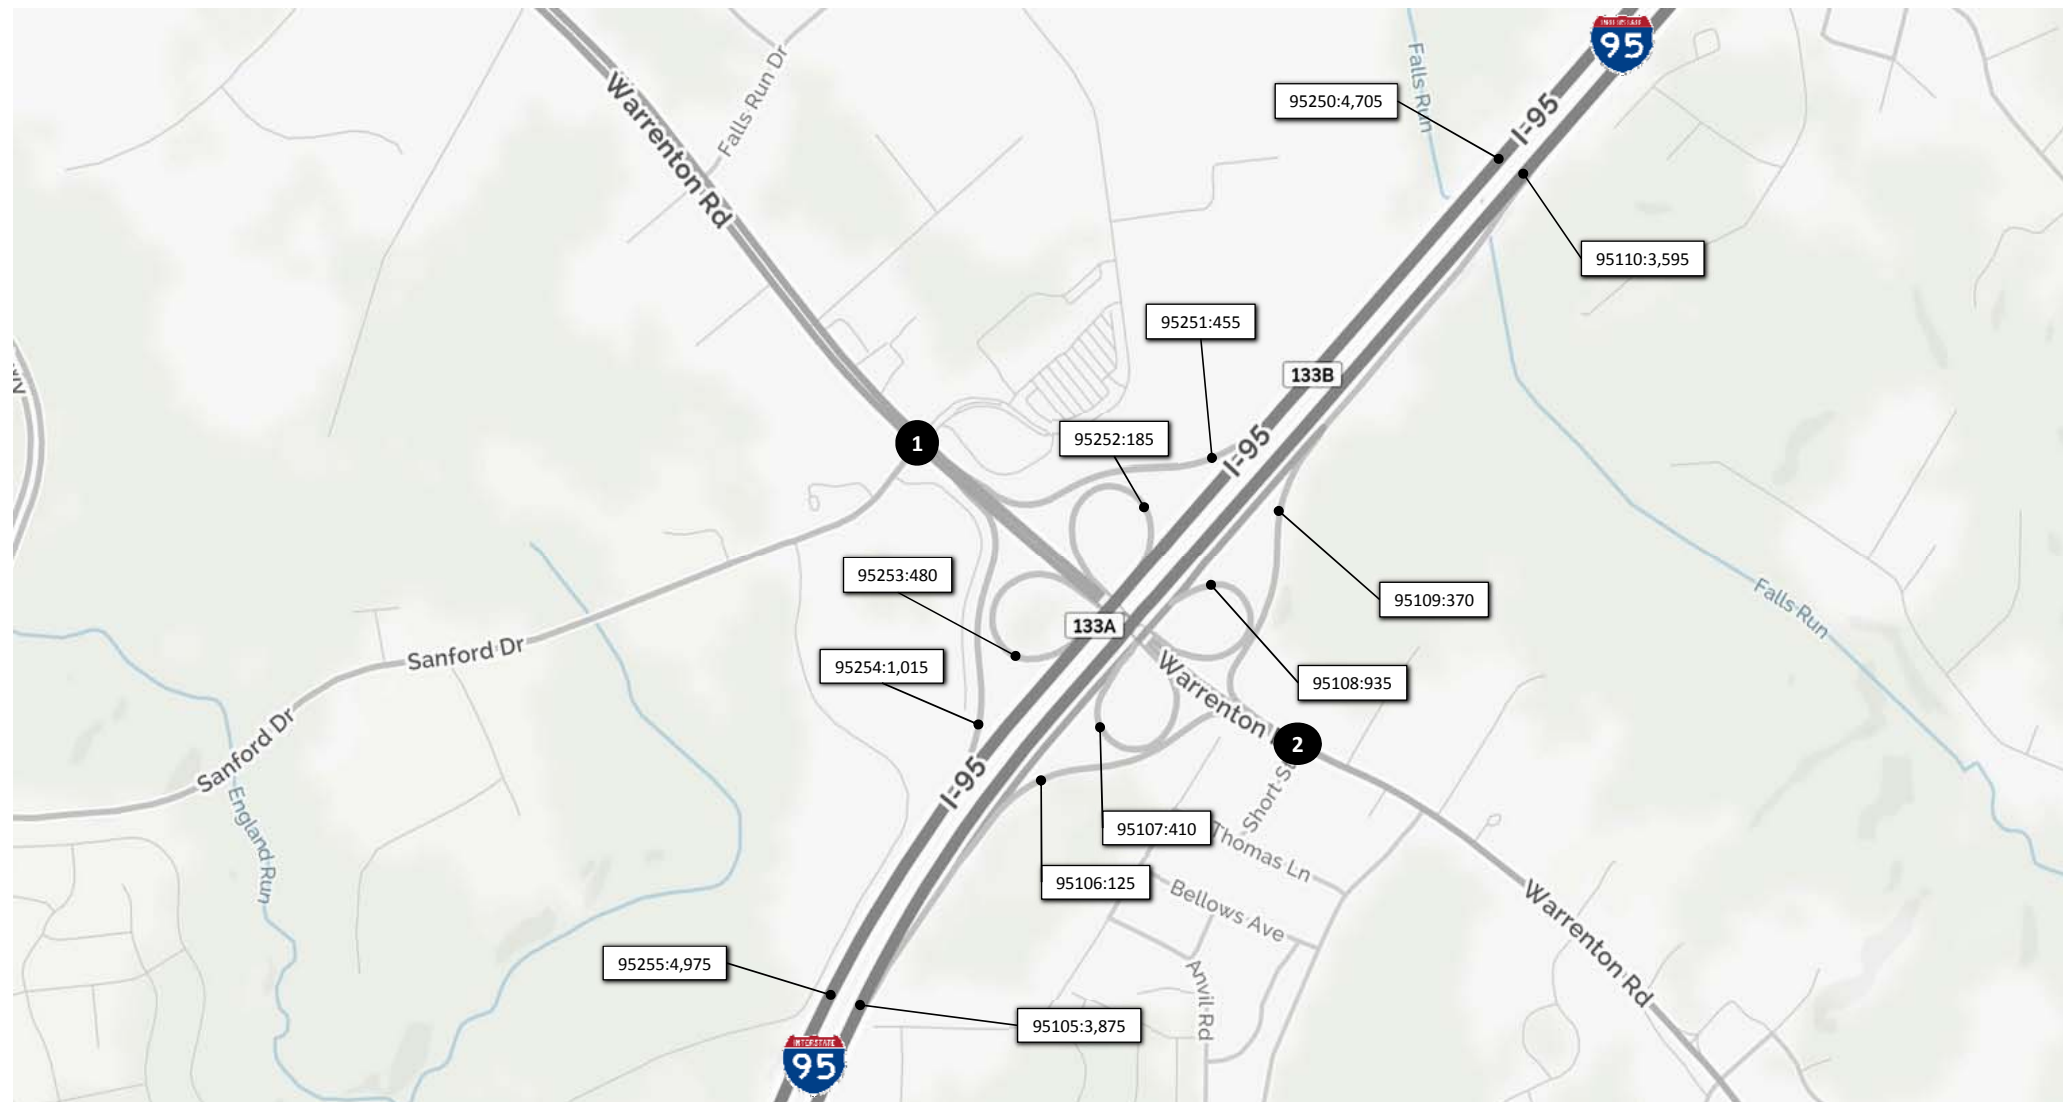 INTERSTATE
95
Falls Run Dr
Falls Run
I-95
95250:4,705
Warrenton Rd
95110:3,595
95251:455
133B
1
95252:185
I-95
95253:480
95109:370
Falls Run
133A
Sanford Dr
95254:1,015
Warrenton
95108:935
2
Sanford Dr
I-95
Short St
England Run
95107:410
Thomas Ln
95106:125
Bellows Ave
Warrenton Rd
95255:4,975
Anvil Rd
95105:3,875
INTERSTATE
95